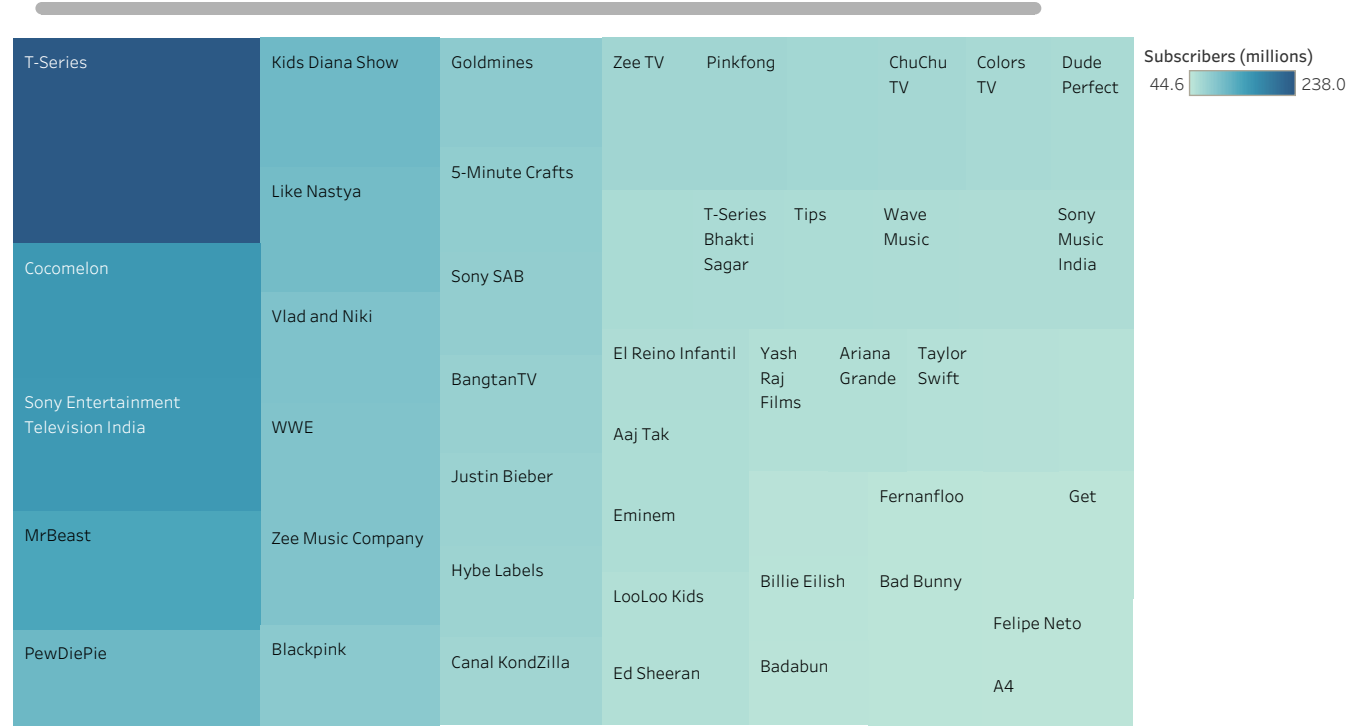 T-Series
Cocomelon
Sony Entertainment
Television India
MrBeast
PewDiePie
Kids Diana Show
Like Nastya
Vlad and Niki
WWE
Zee Music Company
Blackpink
Goldmines
5-Minute Crafts
Sony SAB
BangtanTV
Justin Bieber
Hybe Labels
Canal KondZilla
Zee TV
Pinkfong
ChuChu
TV
Colors
TV
Dude
Perfect
T-Series
Bhakti
Sagar
Tips
Wave
Music
Sony
Music
India
El Reino Infantil
Aaj Tak
Eminem
LooLoo Kids
Ed Sheeran
Yash
Raj
Films
Ariana
Grande
Taylor
Swift
Billie Eilish
Badabun
Fernanfloo
Bad Bunny
Get
Felipe Neto
A4
Subscribers (millions)
44.6
238.0